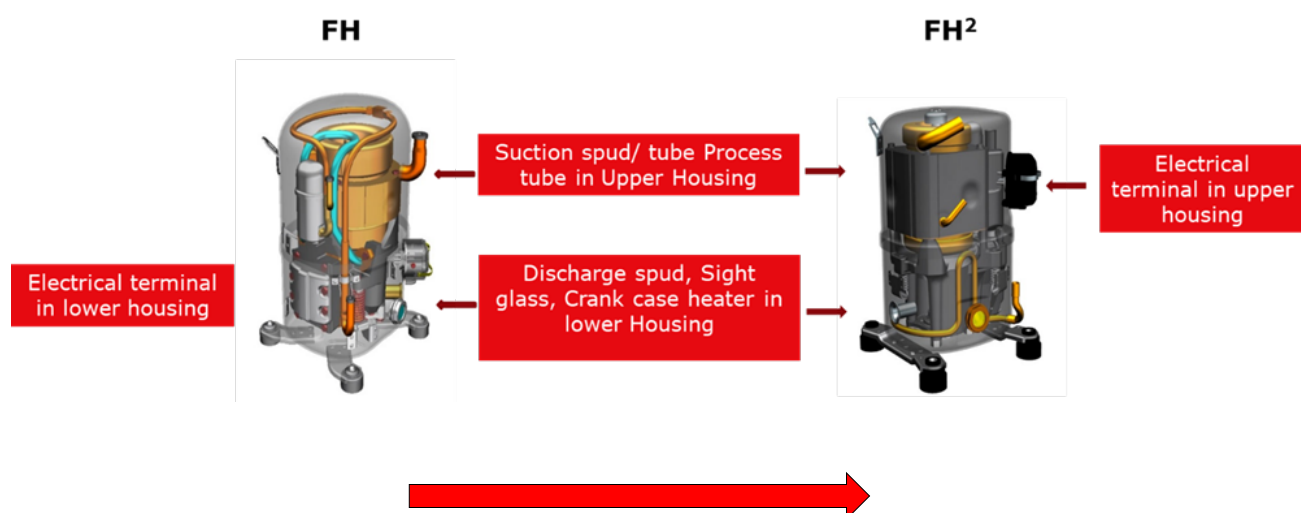 FH
FH²
Suction spud/ tube Process
tube in Upper Housing
Electrical
terminal in upper
housing
Electrical terminal
in lower housing
Discharge spud, Sight
glass, Crank case heater in
lower Housing